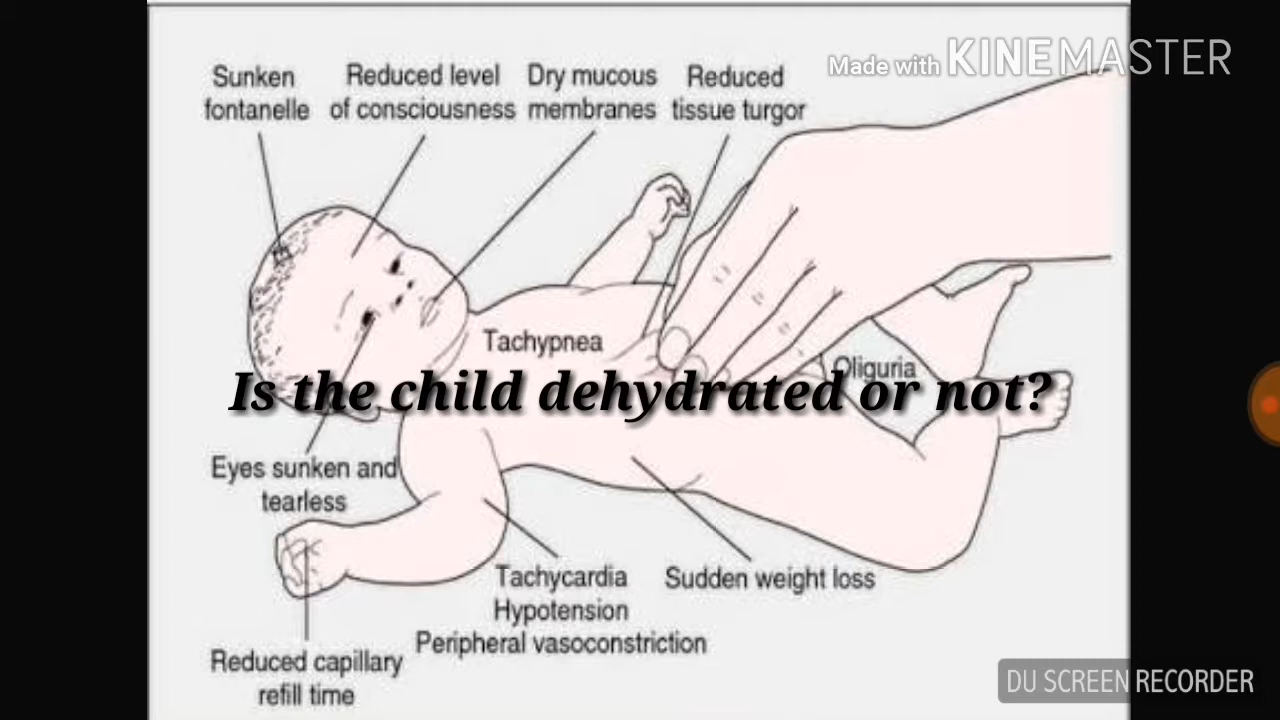 Made with KINEMASTER
Sunken
fontanelle
Reduced level
of consciousness
Dry mucous
membranes
Reduced
tissue turgor
Tachypnea
Oliguria
Is the child dehydrated or not?
Eyes sunken and
tearless
Tachycardia
Hypotension
Peripheral vasoconstriction
Sudden weight loss
Reduced capillary
refill time
DU SCREEN RECORDER